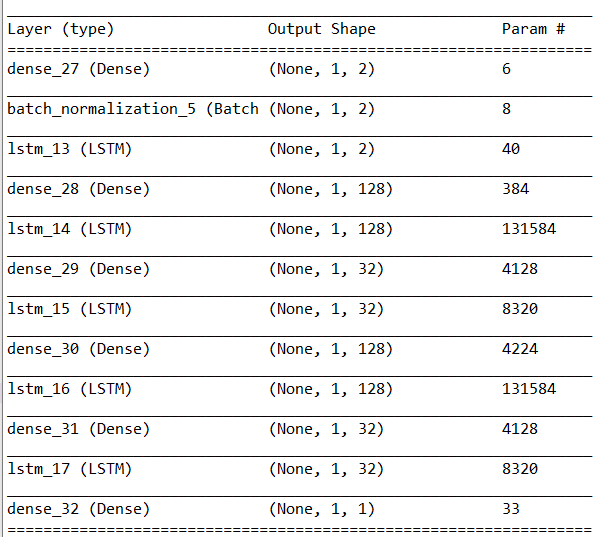 Layer (type) Output Shape Param #
=================================================================
dense_27 (Dense) (None, 1, 2) 6
batch_normalization_5 (Batch (None, 1, 2) 8
lstm_13 (LSTM) (None, 1, 2) 40
dense_28 (Dense) (None, 1, 128) 384
lstm_14 (LSTM) (None, 1, 128) 131584
dense_29 (Dense) (None, 1, 32) 4128
lstm_15 (LSTM) (None, 1, 32) 8320
dense_30 (Dense) (None, 1, 128) 4224
lstm_16 (LSTM) (None, 1, 128) 131584
dense_31 (Dense) (None, 1, 32) 4128
lstm_17 (LSTM) (None, 1, 32) 8320
dense_32 (Dense) (None, 1, 1) 33
=================================================================